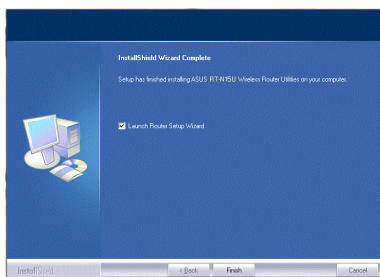 InstallShield Wizard Complete
Setup has finished installing ASUS RT-N15U Wireless Router Utilities on your computer.
Launch Router Setup Wizard
InstallShield
< Back
Finish
Cancel